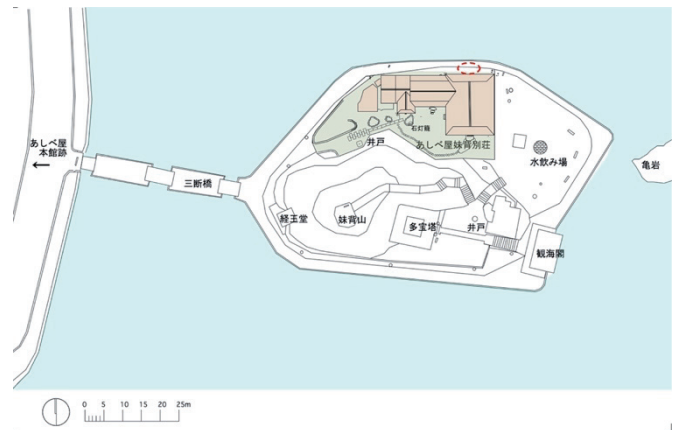 あしべ屋
本館跡
←
三断橋
石灯籠
井戸
あしべ屋妹背別荘
水飲み場
亀岩
経王堂
妹背山
多宝塔
井戸
観海閣
0 5 10 15 20 25m